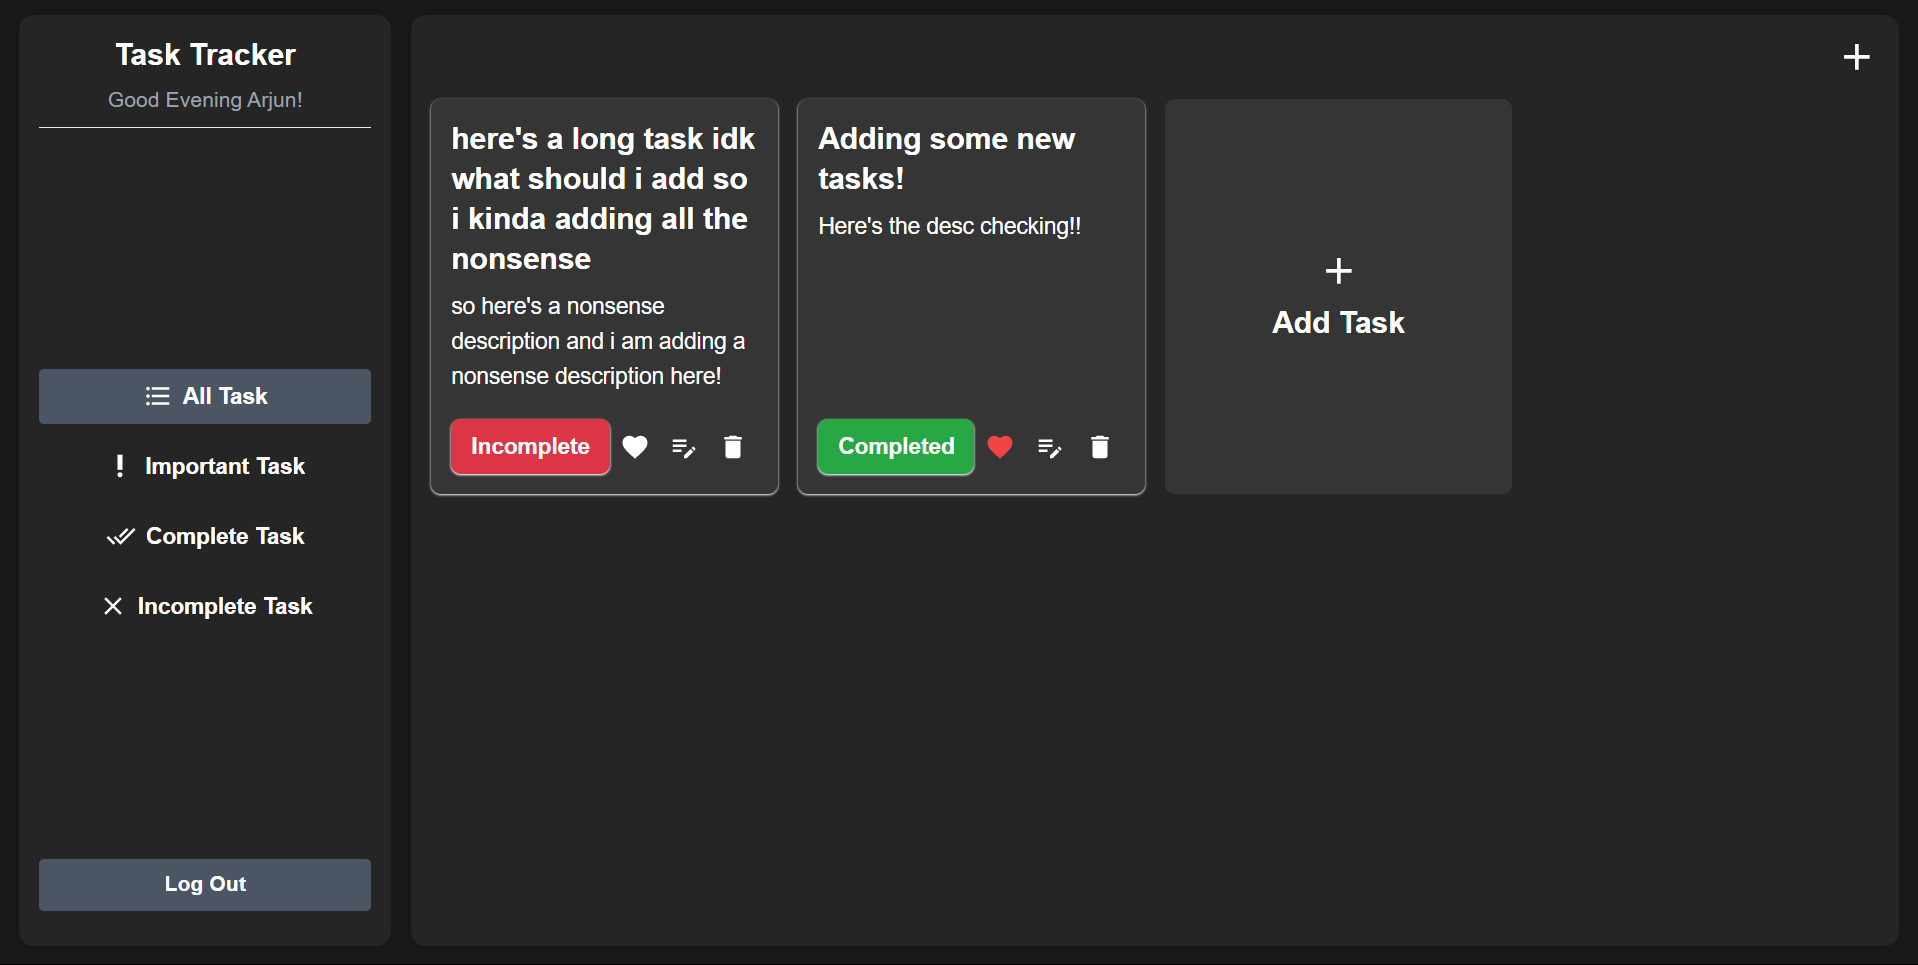 Task Tracker
Good Evening Arjun!
All Task
Important Task
Complete Task
Incomplete Task
Log Out
here's a long task idk
what should i add so
i kinda adding all the
nonsense
so here's a nonsense
description and i am adding a
nonsense description here!
Incomplete
Adding some new
tasks!
Here's the desc checking!!
Completed
Add Task